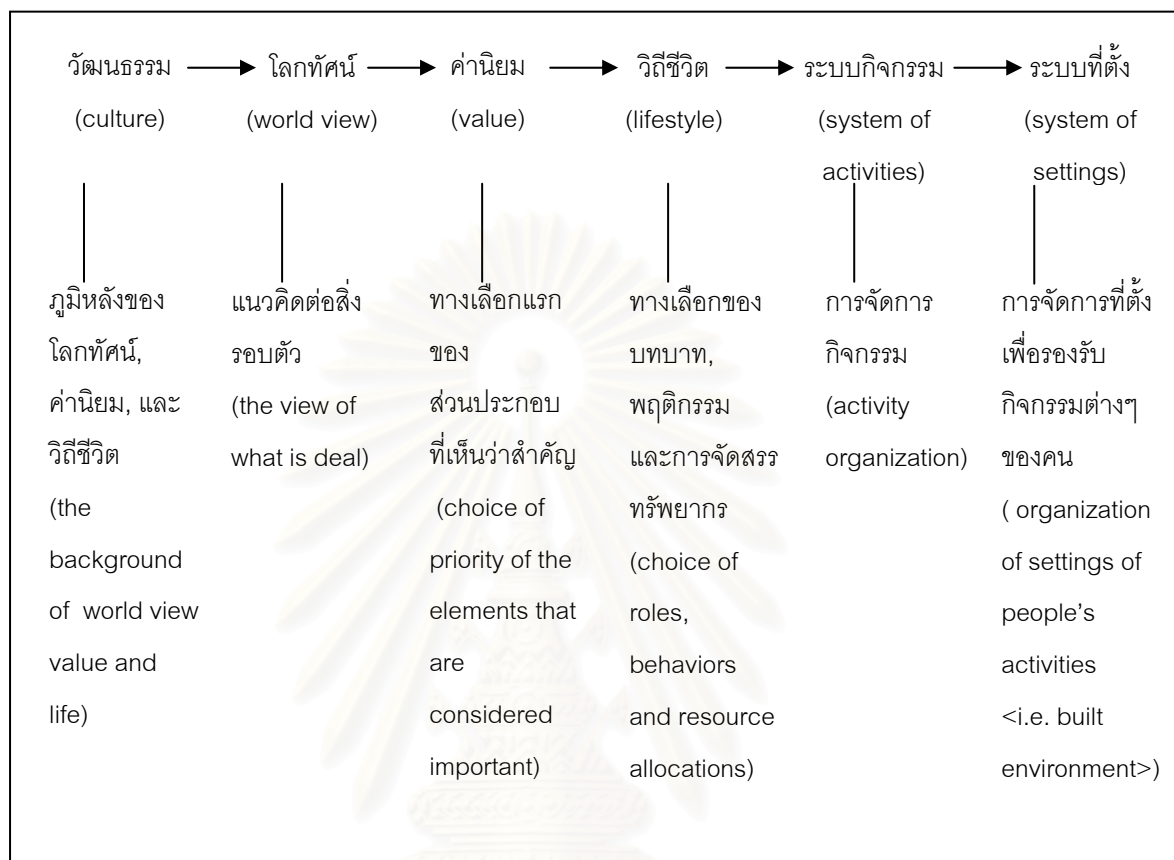 วัฒนธรรม โลกทัศน์ ค่านิยม วิถีชีวิต ระบบกิจกรรม ระบบที่ตั้ง
(culture) (world view) (value) (lifestyle) (system of (system of
activities) settings)
ภูมิหลังของ
โลกทัศน์,
ค่านิยม, และ
วิถีชีวิต
(the
background
of world view
value and
life)
แนวคิดต่อสิ่ง
รอบตัว
(the view of
what is deal)
ทางเลือกแรก
ของ
ส่วนประกอบ
ที่เห็นว่าสำคัญ
(choice of
priority of the
elements that
are
considered
important)
ทางเลือกของ
บทบาท,
พฤติกรรม
และการจัดสรร
ทรัพยากร
(choice of
roles,
behaviors
and resource
allocations)
การจัดการ
กิจกรรม
(activity
organization)
การจัดการที่ตั้ง
เพื่อรองรับ
กิจกรรมต่างๆ
ของคน
( organization
of settings of
people's
activities
<i.e. built
environment>)